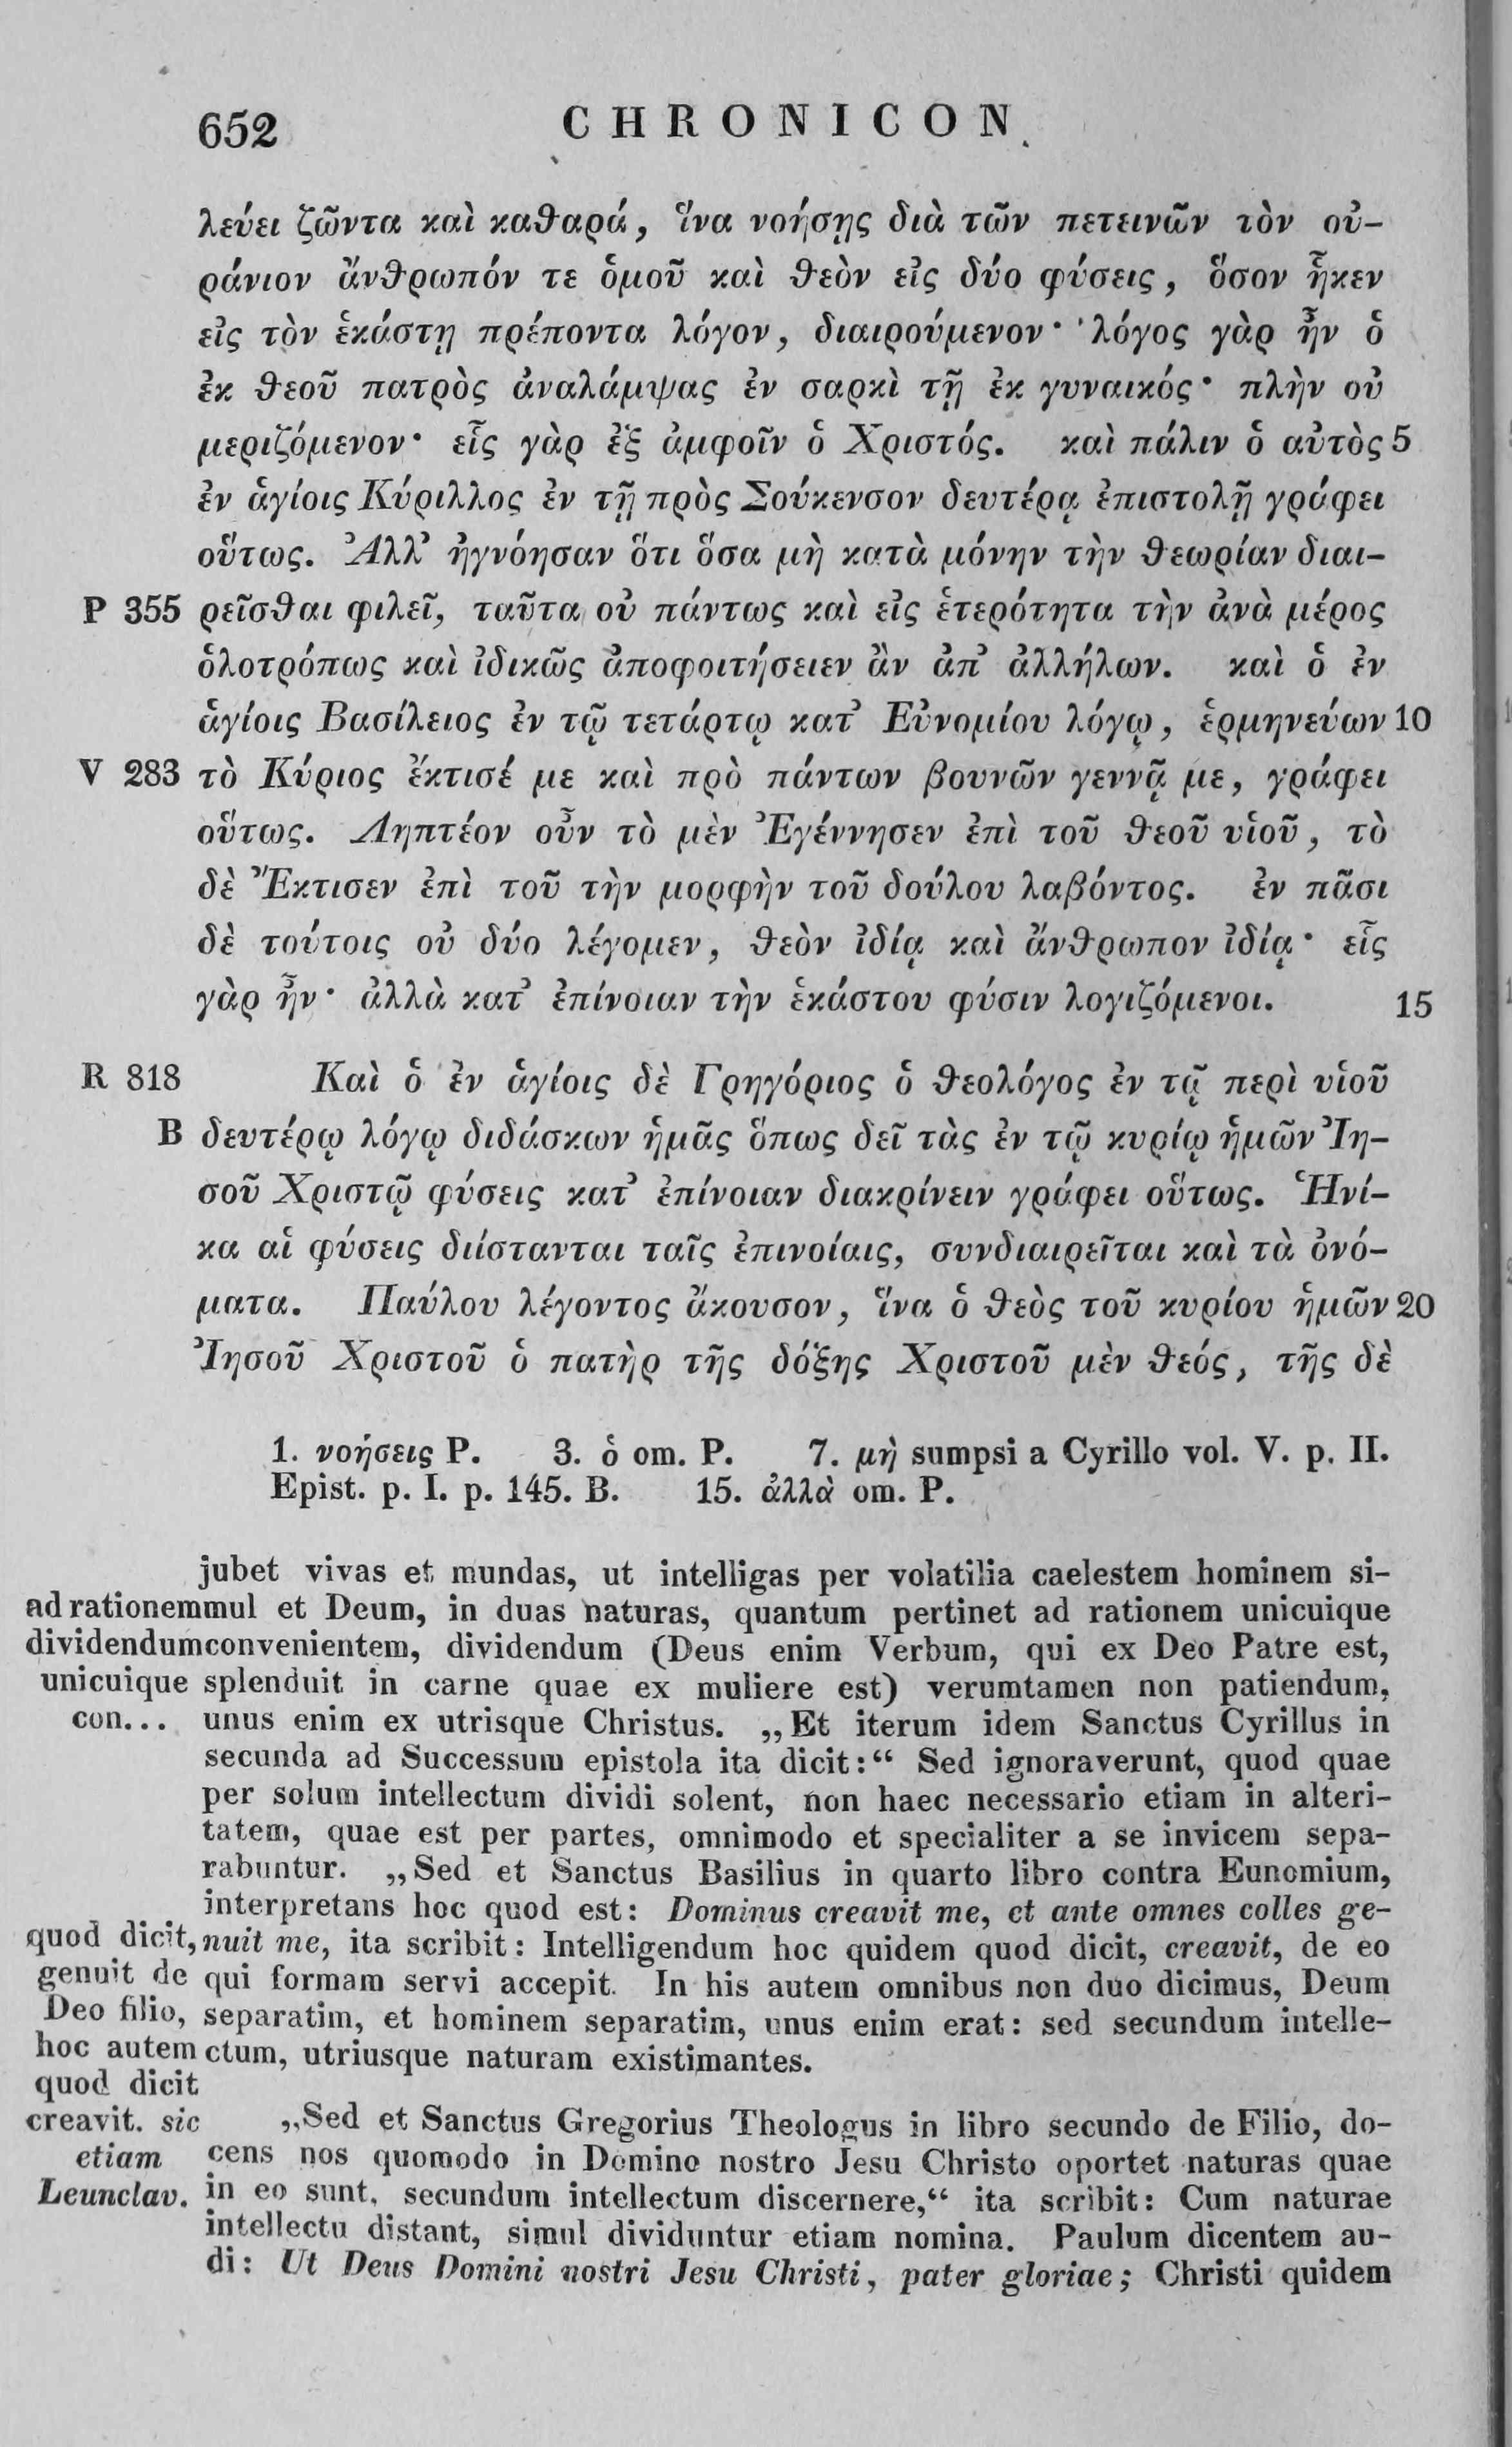 652 CHRONICON
λεύει ζῶντα καὶ καθαρά, ἵνα νοήσῃς διὰ τῶν πετεινῶν τὸν οὐ-
ράνιον ἄνθρωπόν τε ὁμοῦ καὶ θεὸν εἰς δύο φύσεις, ὅσον ἧκεν
εἰς τὸν ἑκάστῃ πρέποντα λόγον, διαιρούμενον· λόγος γὰρ ἦν ὁ
ἐκ θεοῦ πατρὸς ἀναλάμψας ἐν σαρκὶ τῇ ἐκ γυναικός· πλὴν οὐ
μεριζόμενον· εἷς γὰρ ἐξ ἀμφοῖν ὁ Χριστός. καὶ πάλιν ὁ αὐτὸς 5
ἐν ἁγίοις Κύριλλος ἐν τῇ πρὸς Σούκενσον δευτέρᾳ ἐπιστολῇ γράφει
οὕτως. Ἀλλ’ ἠγνόησαν ὅτι ὅσα μὴ κατὰ μόνην τὴν θεωρίαν διαι-
P 355 ρεῖσθαι φιλεῖ, ταῦτα οὐ πάντως καὶ εἰς ἑτερότητα τὴν ἀνὰ μέρος
ὁλοτρόπως καὶ ἰδικῶς ἀποφοιτήσειεν ἂν ἀπ’ ἀλλήλων. καὶ ὁ ἐν
ἁγίοις Βασίλειος ἐν τῷ τετάρτῳ κατ’ Εὐνομίου λόγῳ, ἑρμηνεύων 10
V 283 τὸ Κύριος ἔκτισέ με καὶ πρὸ πάντων βουνῶν γεννᾷ με, γράφει
οὕτως. Ληπτέον οὖν τὸ μὲν Ἐγέννησεν ἐπὶ τοῦ θεοῦ υἱοῦ, τὸ
δὲ Ἔκτισεν ἐπὶ τοῦ τὴν μορφὴν τοῦ δούλου λαβόντος. ἐν πᾶσι
δὲ τούτοις οὐ δύο λέγομεν, θεὸν ἰδίᾳ καὶ ἄνθρωπον ἰδίᾳ· εἷς
γὰρ ἦν· ἀλλὰ κατ’ ἐπίνοιαν τὴν ἑκάστου φύσιν λογιζόμενοι. 15
R 818 Καὶ ὁ ἐν ἁγίοις δὲ Γρηγόριος ὁ θεολόγος ἐν τῷ περὶ υἱοῦ
B δευτέρῳ λόγῳ διδάσκων ἡμᾶς ὅπως δεῖ τὰς ἐν τῷ κυρίῳ ἡμῶν Ἰη-
σοῦ Χριστῷ φύσεις κατ’ ἐπίνοιαν διακρίνειν γράφει οὕτως. Ἡνί-
κα αἱ φύσεις διίστανται ταῖς ἐπινοίαις, συνδιαιρεῖται καὶ τὰ ὀνό-
ματα. Παύλου λέγοντος ἄκουσον, ἵνα ὁ θεὸς τοῦ κυρίου ἡμῶν 20
Ἰησοῦ Χριστοῦ ὁ πατὴρ τῆς δόξης Χριστοῦ μὲν θεός, τῆς δὲ
1. νοήσεις P. 3. ὁ om. P. 7. μὴ sumpsi a Cyrillo vol. V. p. II.
Epist. p. I. p. 145. B. 15. ἀλλὰ om. P.
jubet vivas et mundas, ut intelligas per volatilia caelestem hominem si-
ad rationem mul et Deum, in duas naturas, quantum pertinet ad rationem unicuique
dividendum convenientem, dividendum (Deus enim Verbum, qui ex Deo Patre est,
unicuique splenduit in carne quae ex muliere est) verumtamen non patiendum,
con... unus enim ex utrisque Christus. „Et iterum idem Sanctus Cyrillus in
secunda ad Successum epistola ita dicit:“ Sed ignoraverunt, quod quae
per solum intellectum dividi solent, non haec necessario etiam in alteri-
tatem, quae est per partes, omnimodo et specialiter a se invicem sepa-
rabuntur. „Sed et Sanctus Basilius in quarto libro contra Eunomium,
interpretans hoc quod est: Dominus creavit me, et ante omnes colles ge-
quod dicit, nuit me, ita scribit: Intelligendum hoc quidem quod dicit, creavit, de eo
genuit de qui formam servi accepit. In his autem omnibus non duo dicimus, Deum
Deo filio, separatim, et hominem separatim, unus enim erat: sed secundum intelle-
hoc autem ctum, utriusque naturam existimantes.
quod dicit
creavit. sic „Sed et Sanctus Gregorius Theologus in libro secundo de Filio, do-
etiam cens nos quomodo in Domino nostro Jesu Christo oportet naturas quae
Leunclav. in eo sunt, secundum intellectum discernere,“ ita scribit: Cum naturae
intellectu distant, simul dividuntur etiam nomina. Paulum dicentem au-
di: Ut Deus Domini nostri Jesu Christi, pater gloriae; Christi quidem